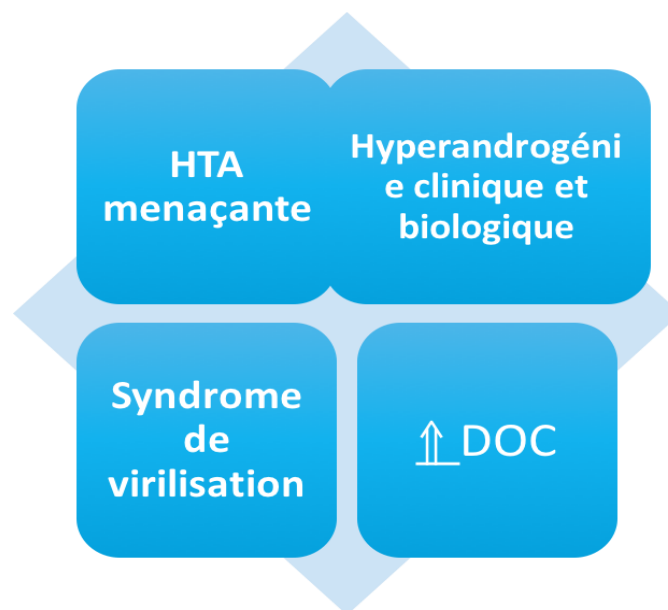 HTA
menaçante
Hyperandrogéni
e clinique et
biologique
Syndrome
de
virilisation
⇑DOC